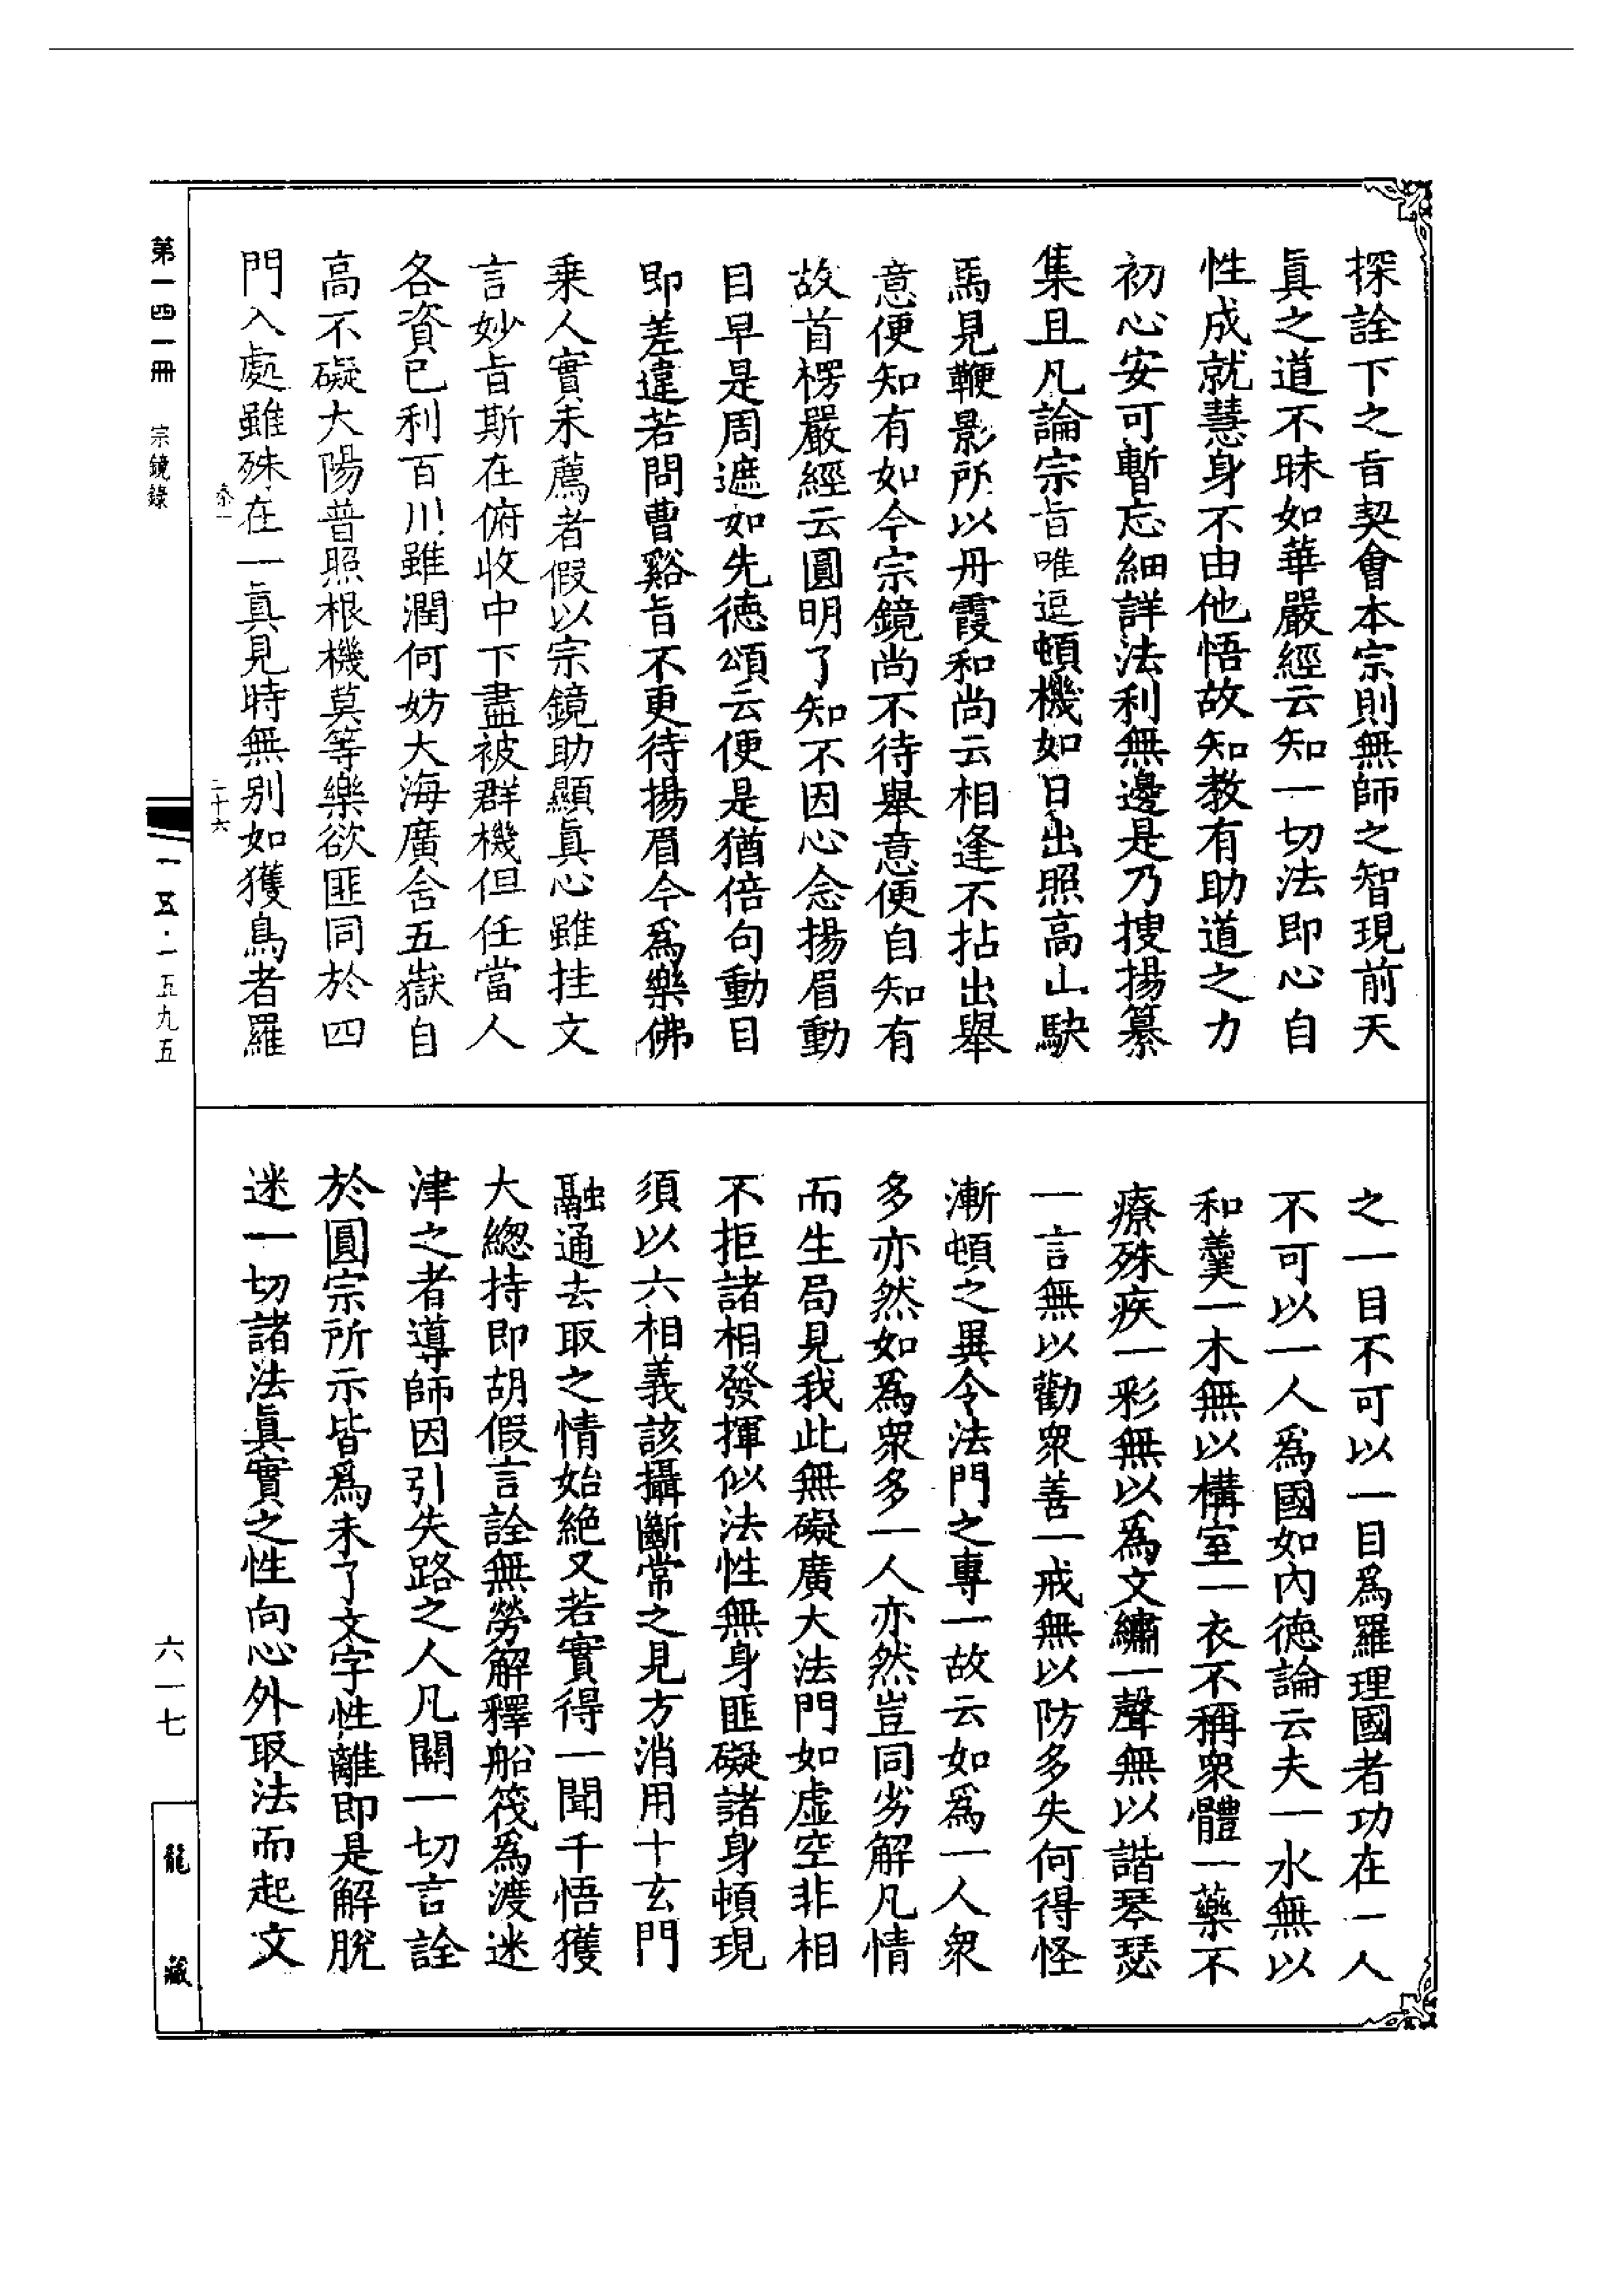 探詮下之旨契會本宗則無師之智現前天
眞之道不昧如華嚴經云知一切法即心自
性成就慧身不由他悟故知教有助道之力
初心安可暫忘細詳法利無邊是乃搜揚纂
集且凡論宗旨唯逗頓機如日出照高山駃
馬見鞭影所以丹霞和尚云相逢不拈出舉
意便知有如今宗鏡尚不待舉意便自知有
故首楞嚴經云圓明了知不因心念揚眉動
目早是周遮如先德頌云便是猶倍句動目
即差違若問曹谿旨不更待揚眉今爲樂佛
乗人實未薦者假以宗鏡助顯眞心雖挂文
言妙旨斯在俯收中下盡被群機但任當人
各資己利百川雖潤何妨大海廣含五嶽自
高不礙大陽普照根機莫等樂欲匪同於四
門入處雖殊在一眞見時無別如獲鳥者羅
之一目不可以一目爲羅理國者功在一人
不可以一人爲國如內德論云夫一水無以
和羹一木無以構室一衣不稱衆體一藥不
療殊疾一彩無以爲文繡一聲無以諧琴瑟
一言無以勸衆善一戒無以防多失何得怪
漸頓之異令法門之專一故云如爲一人衆
多亦然如爲衆多一人亦然豈同劣解凡情
而生局見我此無礙廣大法門如虛空非相
不拒諸相發揮似法性無身匪礙諸身頓現
須以六相義該攝斷常之見方消用十玄門
融通去取之情始絶又若實得一聞千悟獲
大總持即胡假言詮無勞解釋船筏爲渡迷
津之者導師因引失路之人凡關一切言詮
於圓宗所示皆爲未了文字性離即是解脫
迷一切諸法眞實之性向心外取法而起文
第一四一冊　宗鏡錄
泰一
二十六
一五·一五九五
六一七
龍藏